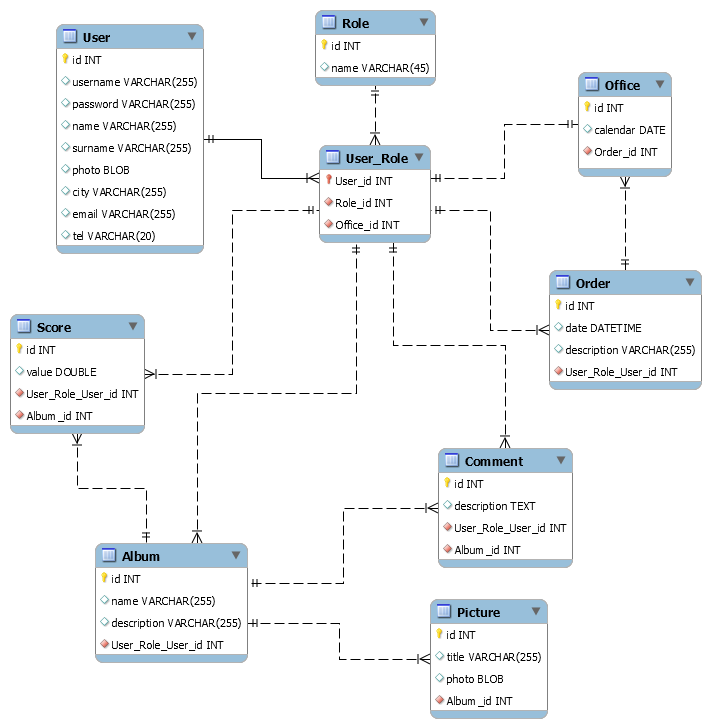 User
id INT
username VARCHAR(255)
password VARCHAR(255)
name VARCHAR(255)
surname VARCHAR(255)
photo BLOB
city VARCHAR(255)
email VARCHAR(255)
tel VARCHAR(20)
Role
id INT
name VARCHAR(45)
Office
id INT
calendar DATE
Order_id INT
User_Role
User_id INT
Role_id INT
Office_id INT
Order
id INT
date DATETIME
description VARCHAR(255)
User_Role_User_id INT
Score
id INT
value DOUBLE
User_Role_User_id INT
Album_id INT
Comment
id INT
description TEXT
User_Role_User_id INT
Album_id INT
Album
id INT
name VARCHAR(255)
description VARCHAR(255)
User_Role_User_id INT
Picture
id INT
title VARCHAR(255)
photo BLOB
Album_id INT